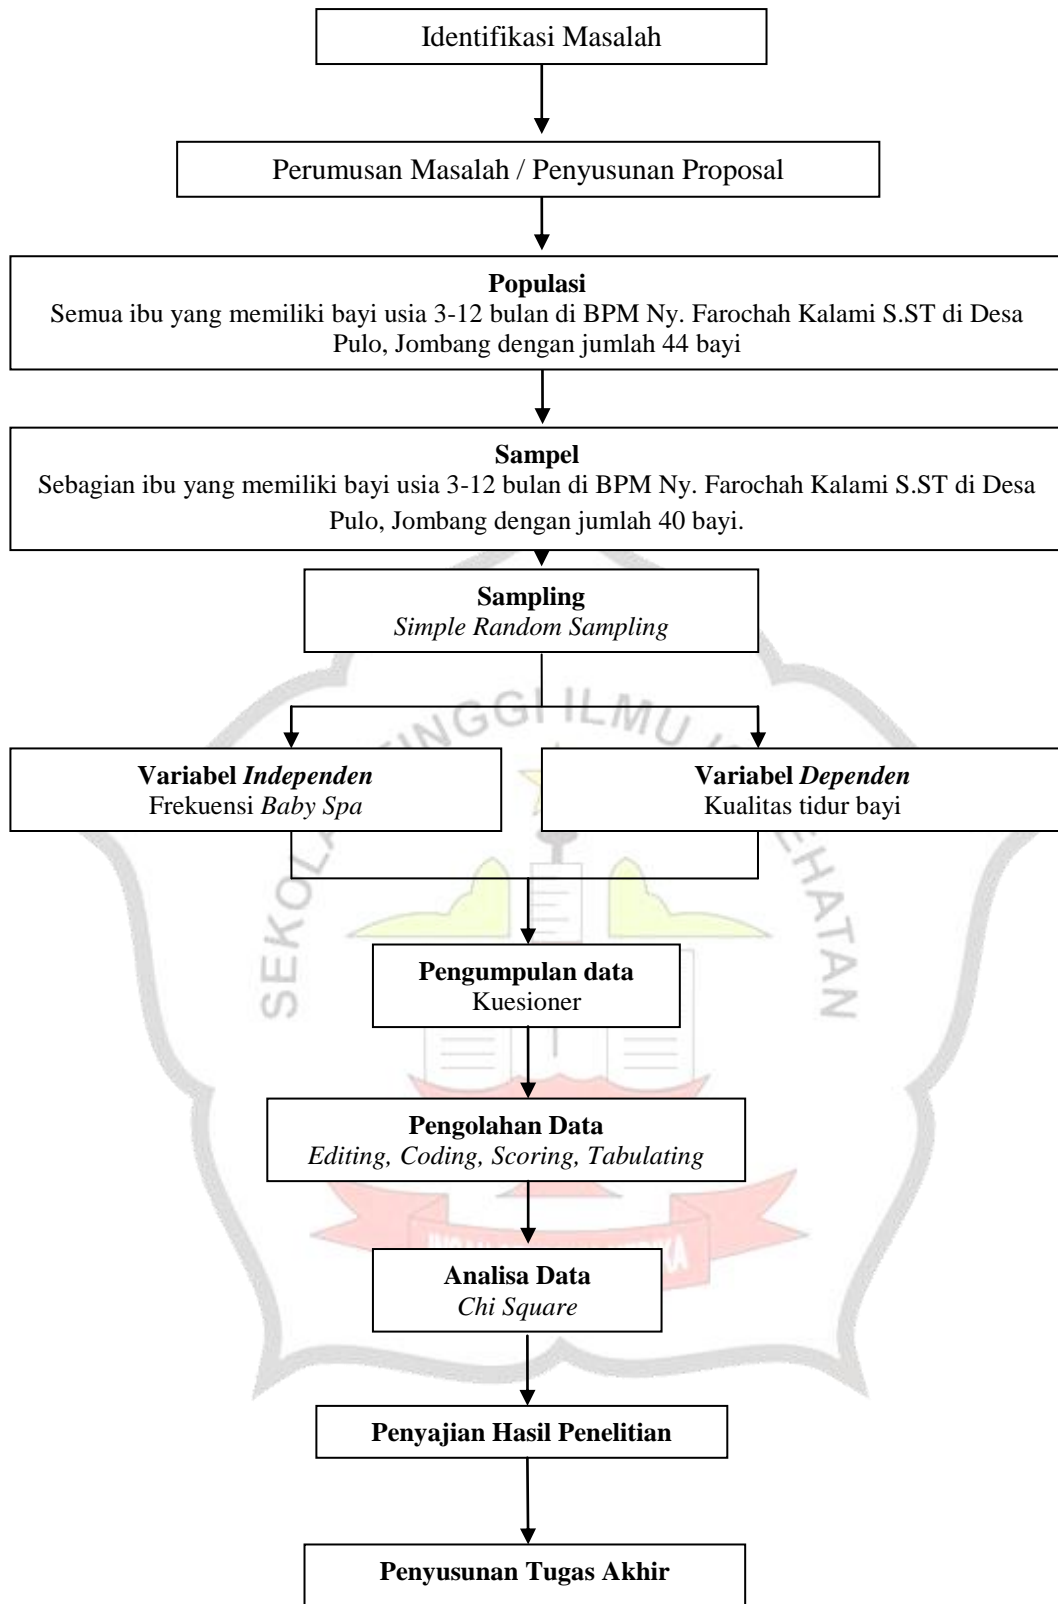 Identifikasi Masalah
Perumusan Masalah / Penyusunan Proposal
Populasi
Semua ibu yang memiliki bayi usia 3-12 bulan di BPM Ny. Farochah Kalami S.ST di Desa
Pulo, Jombang dengan jumlah 44 bayi
Sampel
Sebagian ibu yang memiliki bayi usia 3-12 bulan di BPM Ny. Farochah Kalami S.ST di Desa
Pulo, Jombang dengan jumlah 40 bayi.
Sampling
Simple Random Sampling
Variabel Independen
Frekuensi Baby Spa
Variabel Dependen
Kualitas tidur bayi
Pengumpulan data
Kuesioner
Pengolahan Data
Editing, Coding, Scoring, Tabulating
Analisa Data
Chi Square
Penyajian Hasil Penelitian
Penyusunan Tugas Akhir
ILMU